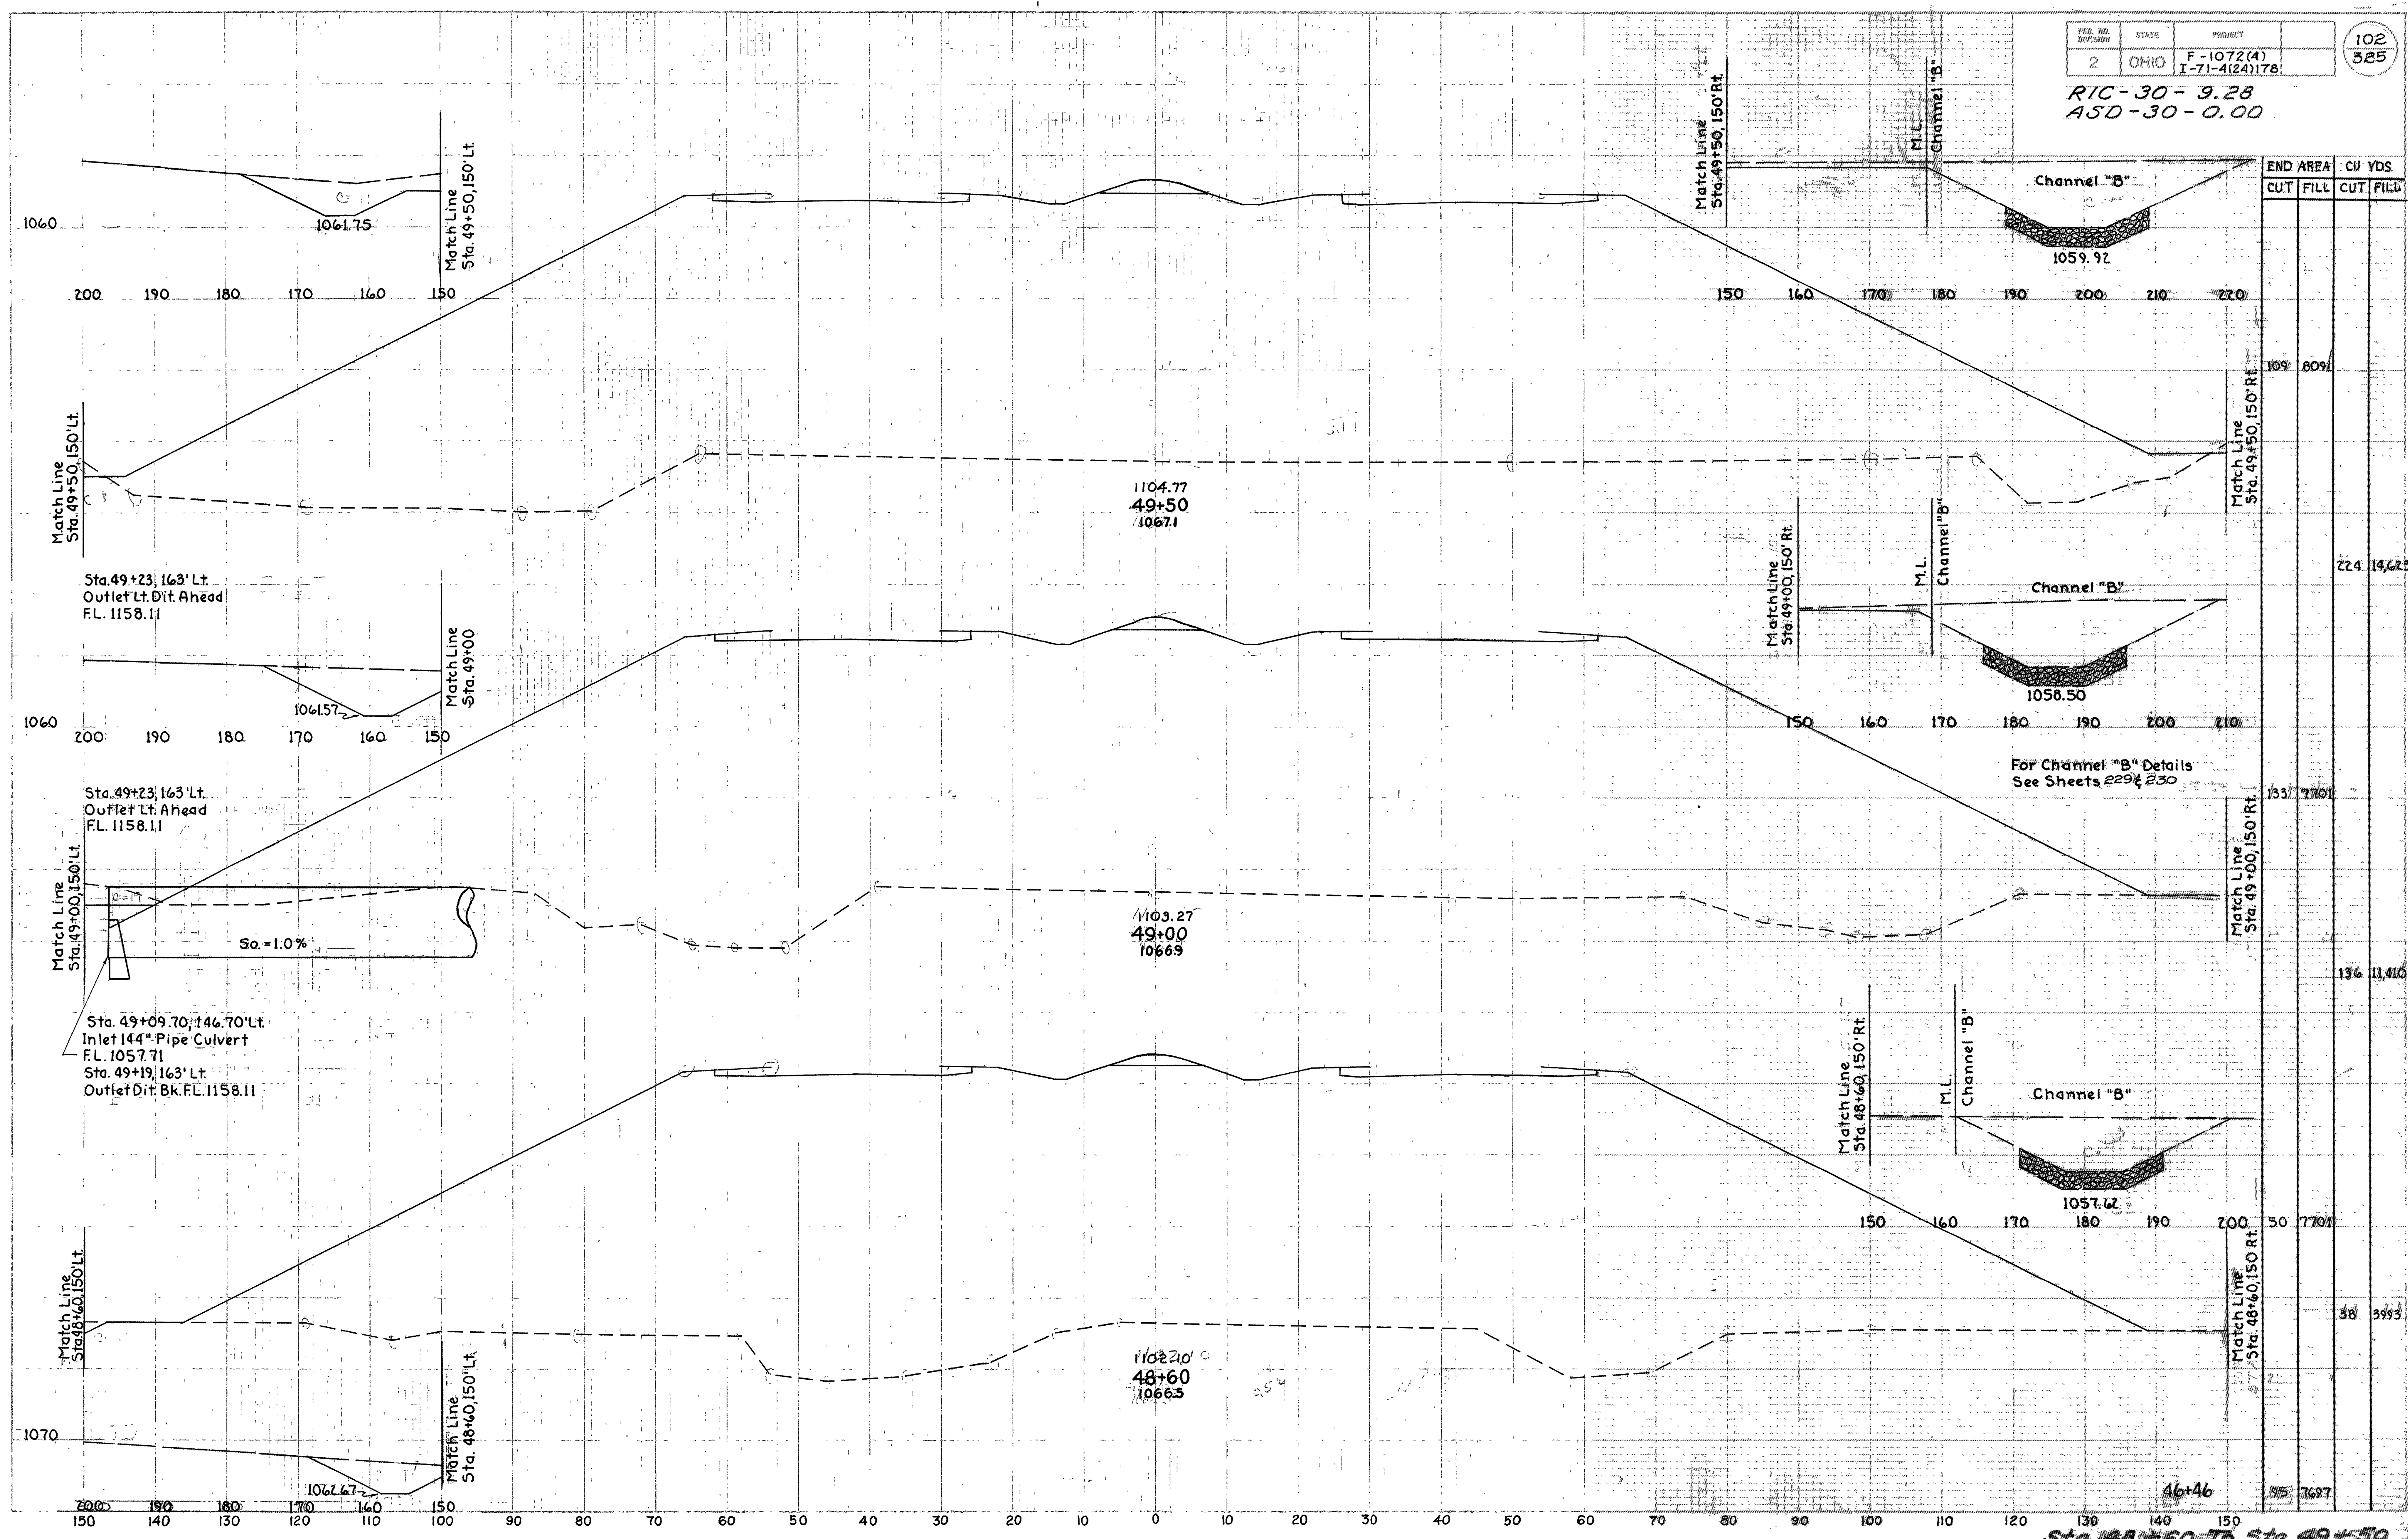 FED. RD. DIVISION STATE PROJECT
2 OHIO F-1072(4)
I-71-4(24)178
102
325
RIC-30-9.28
ASD-30-0.00
END AREA CU YDS
CUT FILL CUT FILL
1060
1061.75
Match Line
Sta. 49+50, 150' Lt.
200 190 180 170 160 150
Match Line
Sta. 49+50, 150' Rt.
M.L.
Channel "B"
Channel "B"
1059.92
150 160 170 180 190 200 210 220
109 8091
Match Line
Sta. 49+50, 150' Lt.
1104.77
49+50
1067.1
Match Line
Sta. 49+50, 150' Rt.
224 14,623
Sta. 49+23, 163' Lt.
Outlet Lt. Dit. Ahead
F.L. 1158.11
Match Line
Sta. 49+00
1061.57
1060
200 190 180 170 160 150
Match Line
Sta. 49+00, 150' Rt.
M.L.
Channel "B"
Channel "B"
1058.50
150 160 170 180 190 200 210
For Channel "B" Details
See Sheets 229 & 230
133 7701
Sta. 49+23, 163' Lt.
Outlet Lt. Ahead
F.L. 1158.11
Match Line
Sta. 49+00, 150' Lt.
So. = 1.0%
1103.27
49+00
1066.9
Match Line
Sta. 49+00, 150' Rt.
136 11,410
Sta. 49+09.70, 146.70' Lt.
Inlet 144" Pipe Culvert
F.L. 1057.71
Sta. 49+19, 163' Lt.
Outlet Dit. Bk. F.L. 1158.11
Match Line
Sta. 48+60, 150' Rt.
M.L.
Channel "B"
Channel "B"
1057.62
150 160 170 180 190 200
50 7701
Match Line
Sta. 48+60, 150' Lt.
1102.10
48+60
1066.5
Match Line
Sta. 48+60, 150 Rt.
38 3993
1070
Match Line
Sta. 48+60, 150' Lt.
1062.67
200 190 180 170 160 150
46+46
95 7697
150 140 130 120 110 100 90 80 70 60 50 40 30 20 10 0 10 20 30 40 50 60 70 80 90 100 110 120 130 140 150
Sta. 48+60 To Sta. 49+50